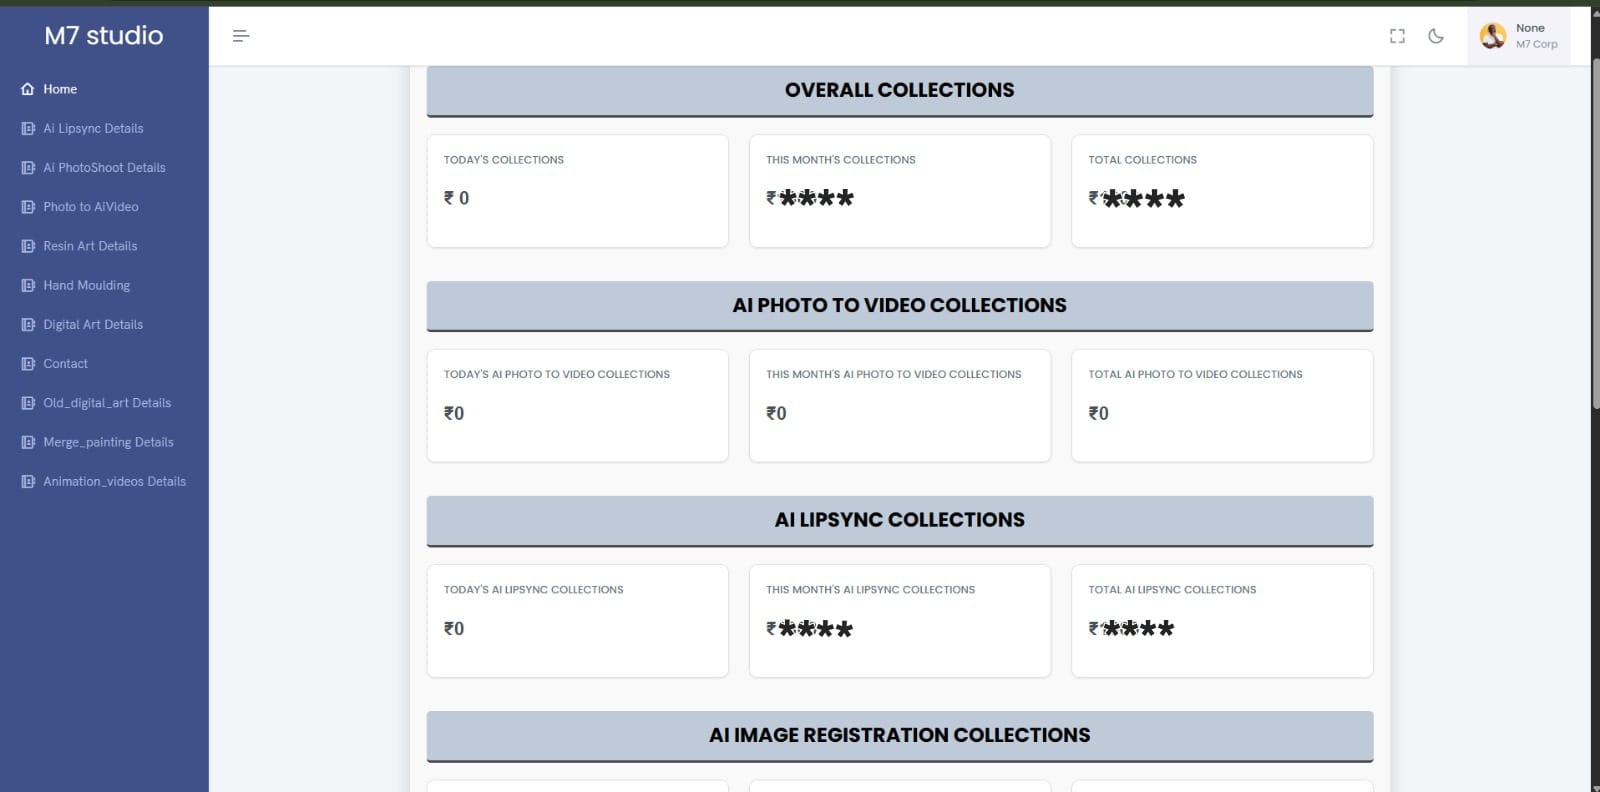 M7 studio
Home
Ai Lipsync Details
Ai PhotoShoot Details
Photo to AiVideo
Resin Art Details
Hand Moulding
Digital Art Details
Contact
Old_digital_art Details
Merge_painting Details
Animation_videos Details
None
M7 Corp
OVERALL COLLECTIONS
TODAY'S COLLECTIONS
₹ 0
THIS MONTH'S COLLECTIONS
₹ ****
TOTAL COLLECTIONS
₹ ****
AI PHOTO TO VIDEO COLLECTIONS
TODAY'S AI PHOTO TO VIDEO COLLECTIONS
₹0
THIS MONTH'S AI PHOTO TO VIDEO COLLECTIONS
₹0
TOTAL AI PHOTO TO VIDEO COLLECTIONS
₹0
AI LIPSYNC COLLECTIONS
TODAY'S AI LIPSYNC COLLECTIONS
₹0
THIS MONTH'S AI LIPSYNC COLLECTIONS
₹ ****
TOTAL AI LIPSYNC COLLECTIONS
₹ ****
AI IMAGE REGISTRATION COLLECTIONS